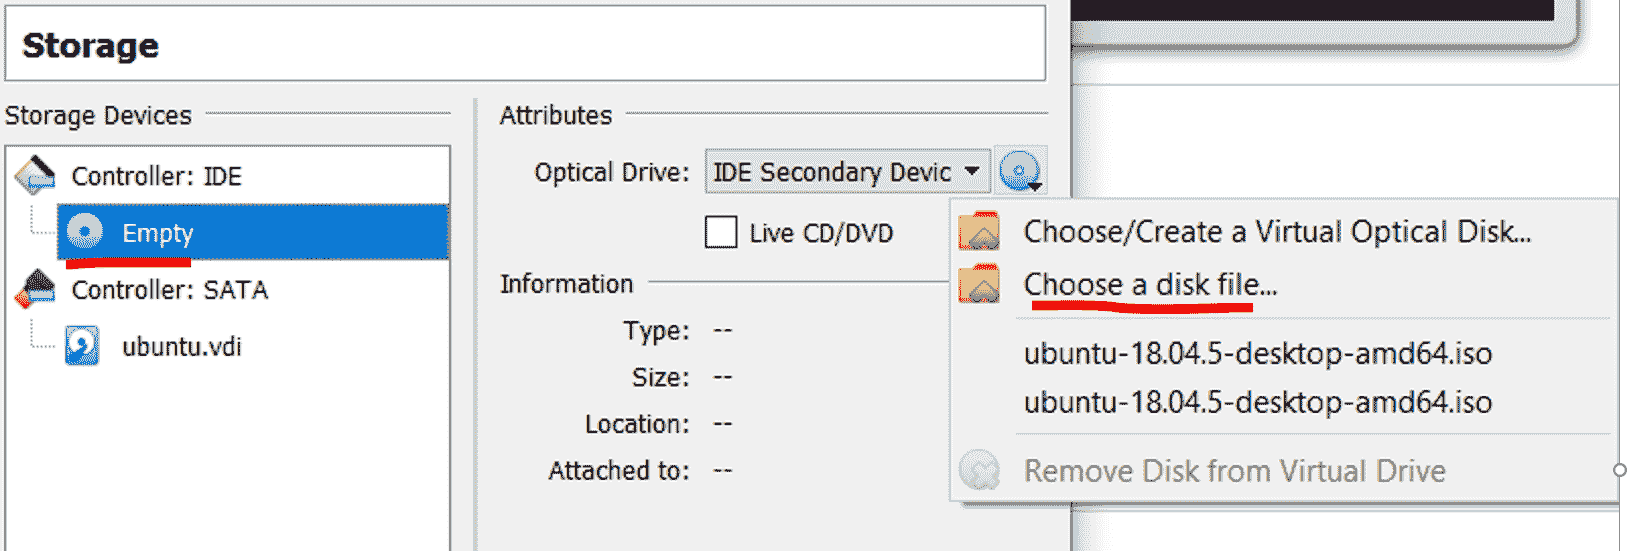 Storage
Storage Devices
Controller: IDE
Empty
Controller: SATA
ubuntu.vdi
Attributes
Optical Drive: IDE Secondary Devic
Live CD/DVD
Information
Type: --
Size: --
Location: --
Attached to: --
Choose/Create a Virtual Optical Disk...
Choose a disk file...
ubuntu-18.04.5-desktop-amd64.iso
ubuntu-18.04.5-desktop-amd64.iso
Remove Disk from Virtual Drive